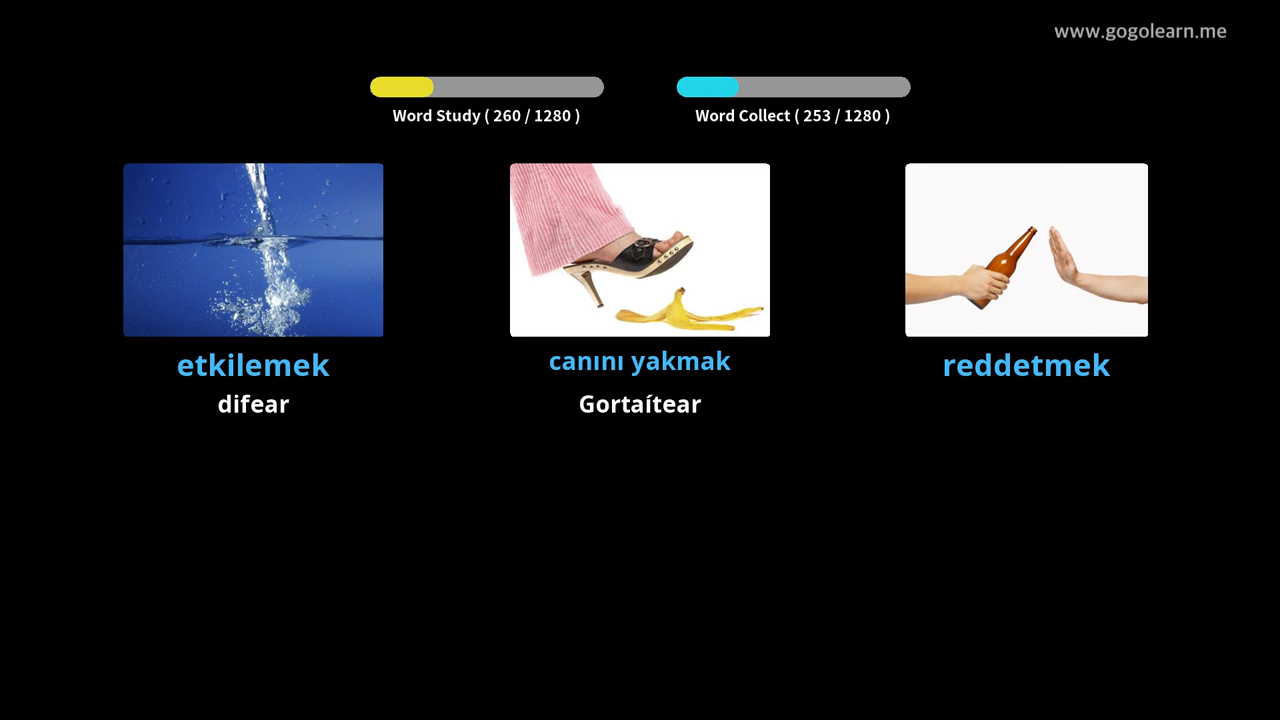 www.gogolearn.me
Word Study ( 260 / 1280 )
Word Collect ( 253 / 1280 )
etkilemek
canını yakmak
reddetmek
difear
Gortaítear